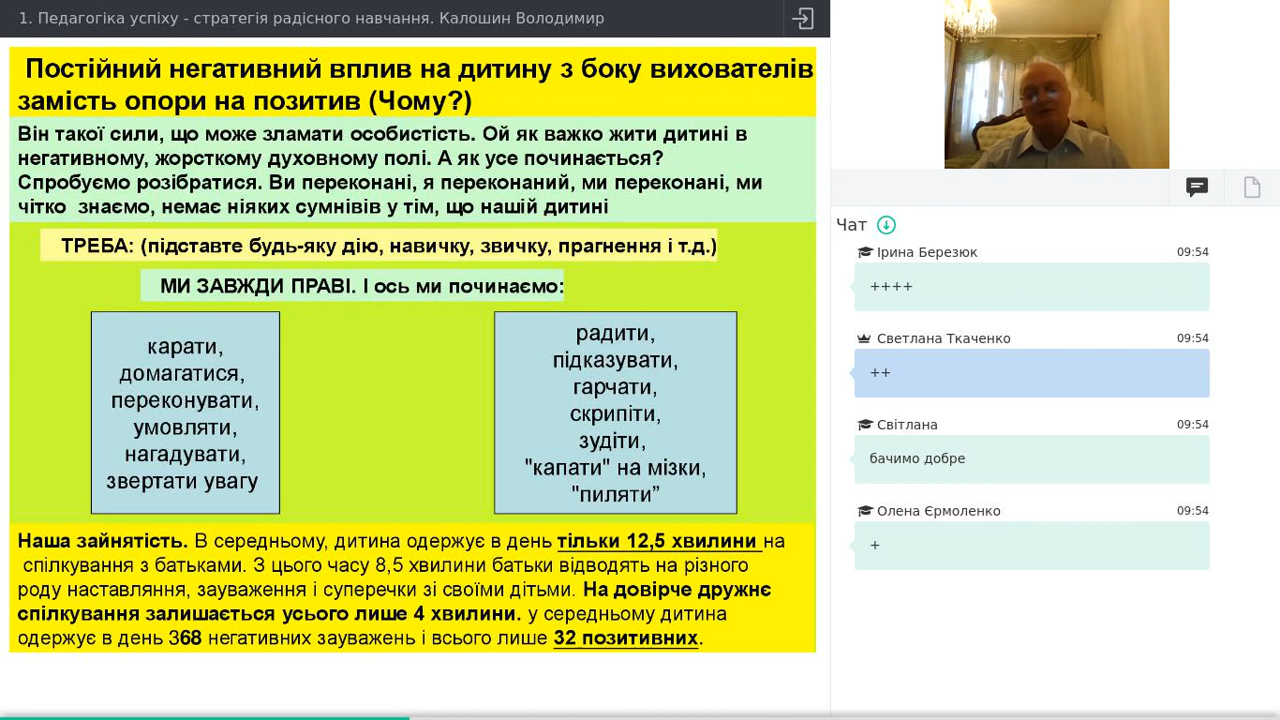 1. Педагогіка успіху - стратегія радісного навчання. Калошин Володимир
Постійний негативний вплив на дитину з боку вихователів
замість опори на позитив (Чому?)
Він такої сили, що може зламати особистість. Ой як важко жити дитині в
негативному, жорсткому духовному полі. А як усе починається?
Спробуємо розібратися. Ви переконані, я переконаний, ми переконані, ми
чітко знаємо, немає ніяких сумнівів у тім, що нашій дитині
ТРЕБА: (підставте будь-яку дію, навичку, звичку, прагнення і т.д.)
МИ ЗАВЖДИ ПРАВІ. І ось ми починаємо:
карати,
домагатися,
переконувати,
умовляти,
нагадувати,
звертати увагу
радити,
підказувати,
гарчати,
скрипіти,
зудіти,
"капати" на мізки,
"пиляти”
Наша зайнятість. В середньому, дитина одержує в день тільки 12,5 хвилини на
спілкування з батьками. З цього часу 8,5 хвилини батьки відводять на різного
роду наставляння, зауваження і суперечки зі своїми дітьми. На довірче дружнє
спілкування залишається усього лише 4 хвилини. у середньому дитина
одержує в день 368 негативних зауважень і всього лише 32 позитивних.
Чат
Ірина Березюк 09:54
++++
Светлана Ткаченко 09:54
++
Світлана 09:54
бачимо добре
Олена Єрмоленко 09:54
+